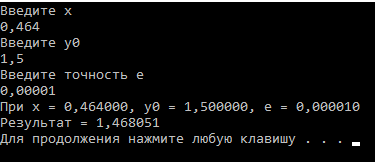 Введите x
0,464
Введите y0
1,5
Введите точность e
0,00001
При x = 0,464000, y0 = 1,500000, e = 0,000010
Результат = 1,468051
Для продолжения нажмите любую клавишу . . .